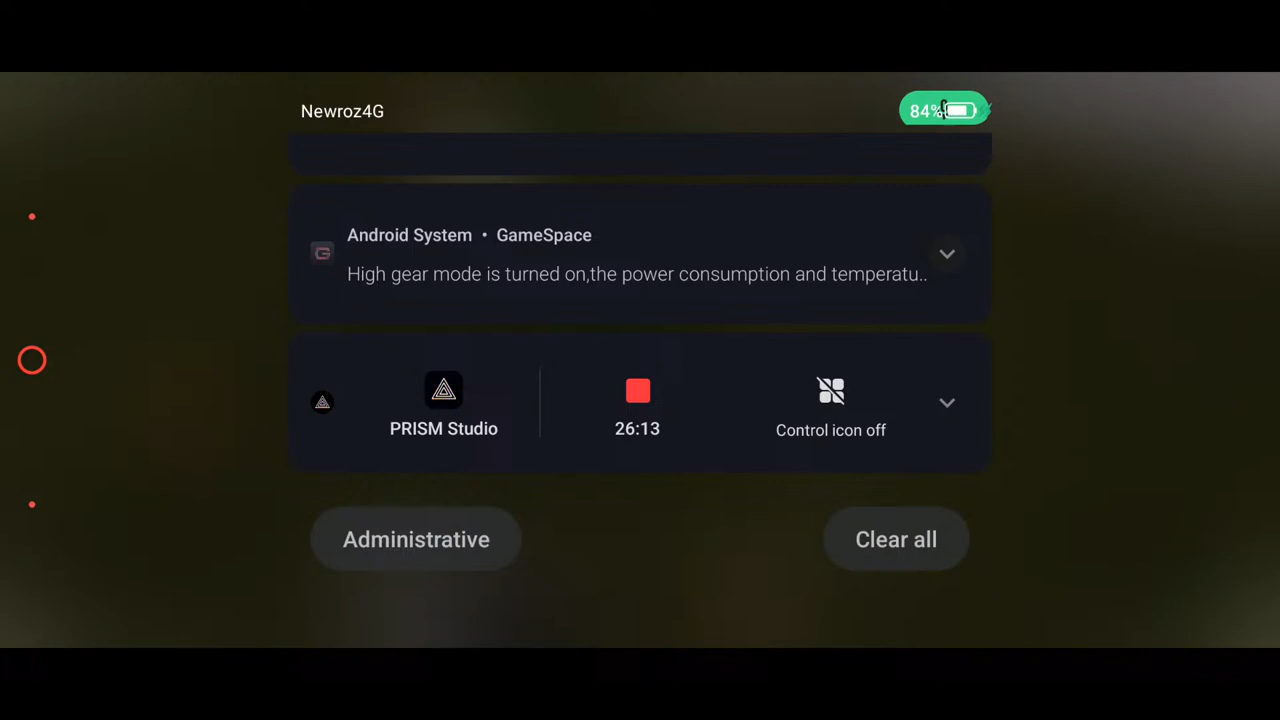 Newroz4G
84%
Android System • GameSpace
High gear mode is turned on,the power consumption and temperatu..
PRISM Studio
26:13
Control icon off
Administrative
Clear all